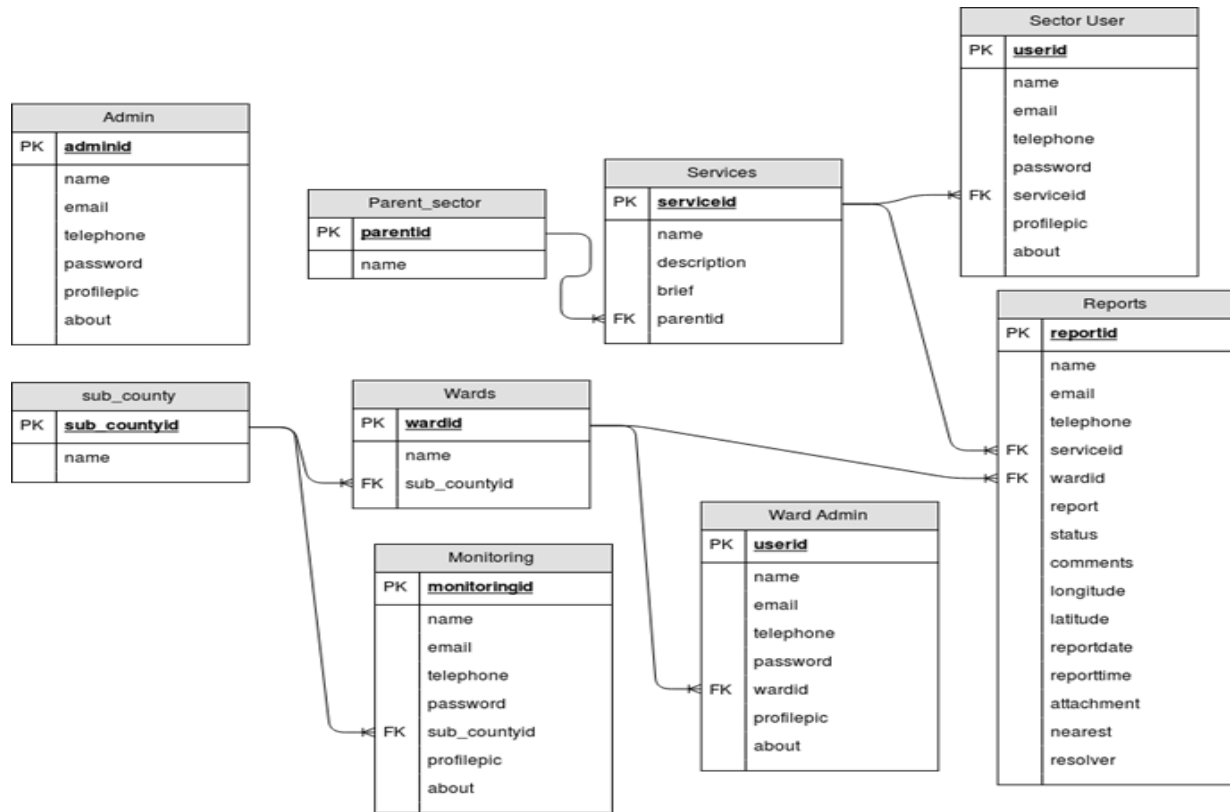 Admin
PK adminid
name
email
telephone
password
profilepic
about
Parent_sector
PK parentid
name
Services
PK serviceid
name
description
brief
FK parentid
Sector User
PK userid
name
email
telephone
password
FK serviceid
profilepic
about
sub_county
PK sub_countyid
name
Wards
PK wardid
name
FK sub_countyid
Monitoring
PK monitoringid
name
email
telephone
password
FK sub_countyid
profilepic
about
Ward Admin
PK userid
name
email
telephone
password
FK wardid
profilepic
about
Reports
PK reportid
name
email
telephone
FK serviceid
FK wardid
report
status
comments
longitude
latitude
reportdate
reporttime
attachment
nearest
resolver